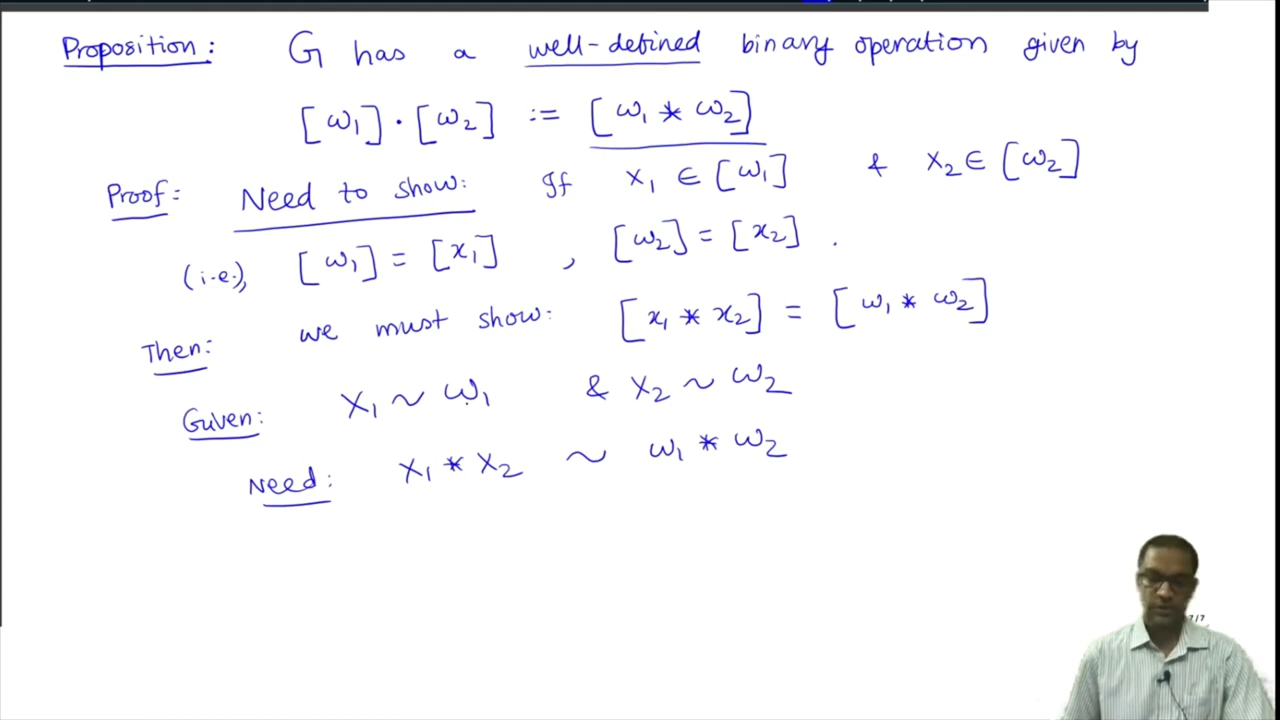 Proposition: G has a well-defined binary operation given by
[ω₁] · [ω₂] := [ω₁ * ω₂]
Proof: Need to show: If x₁ ∈ [ω₁] & x₂ ∈ [ω₂]
(i.e.), [ω₁] = [x₁] , [ω₂] = [x₂] .
Then: we must show: [x₁ * x₂] = [ω₁ * ω₂]
Given: x₁ ~ ω₁ & x₂ ~ ω₂
Need: x₁ * x₂ ~ ω₁ * ω₂
7/7